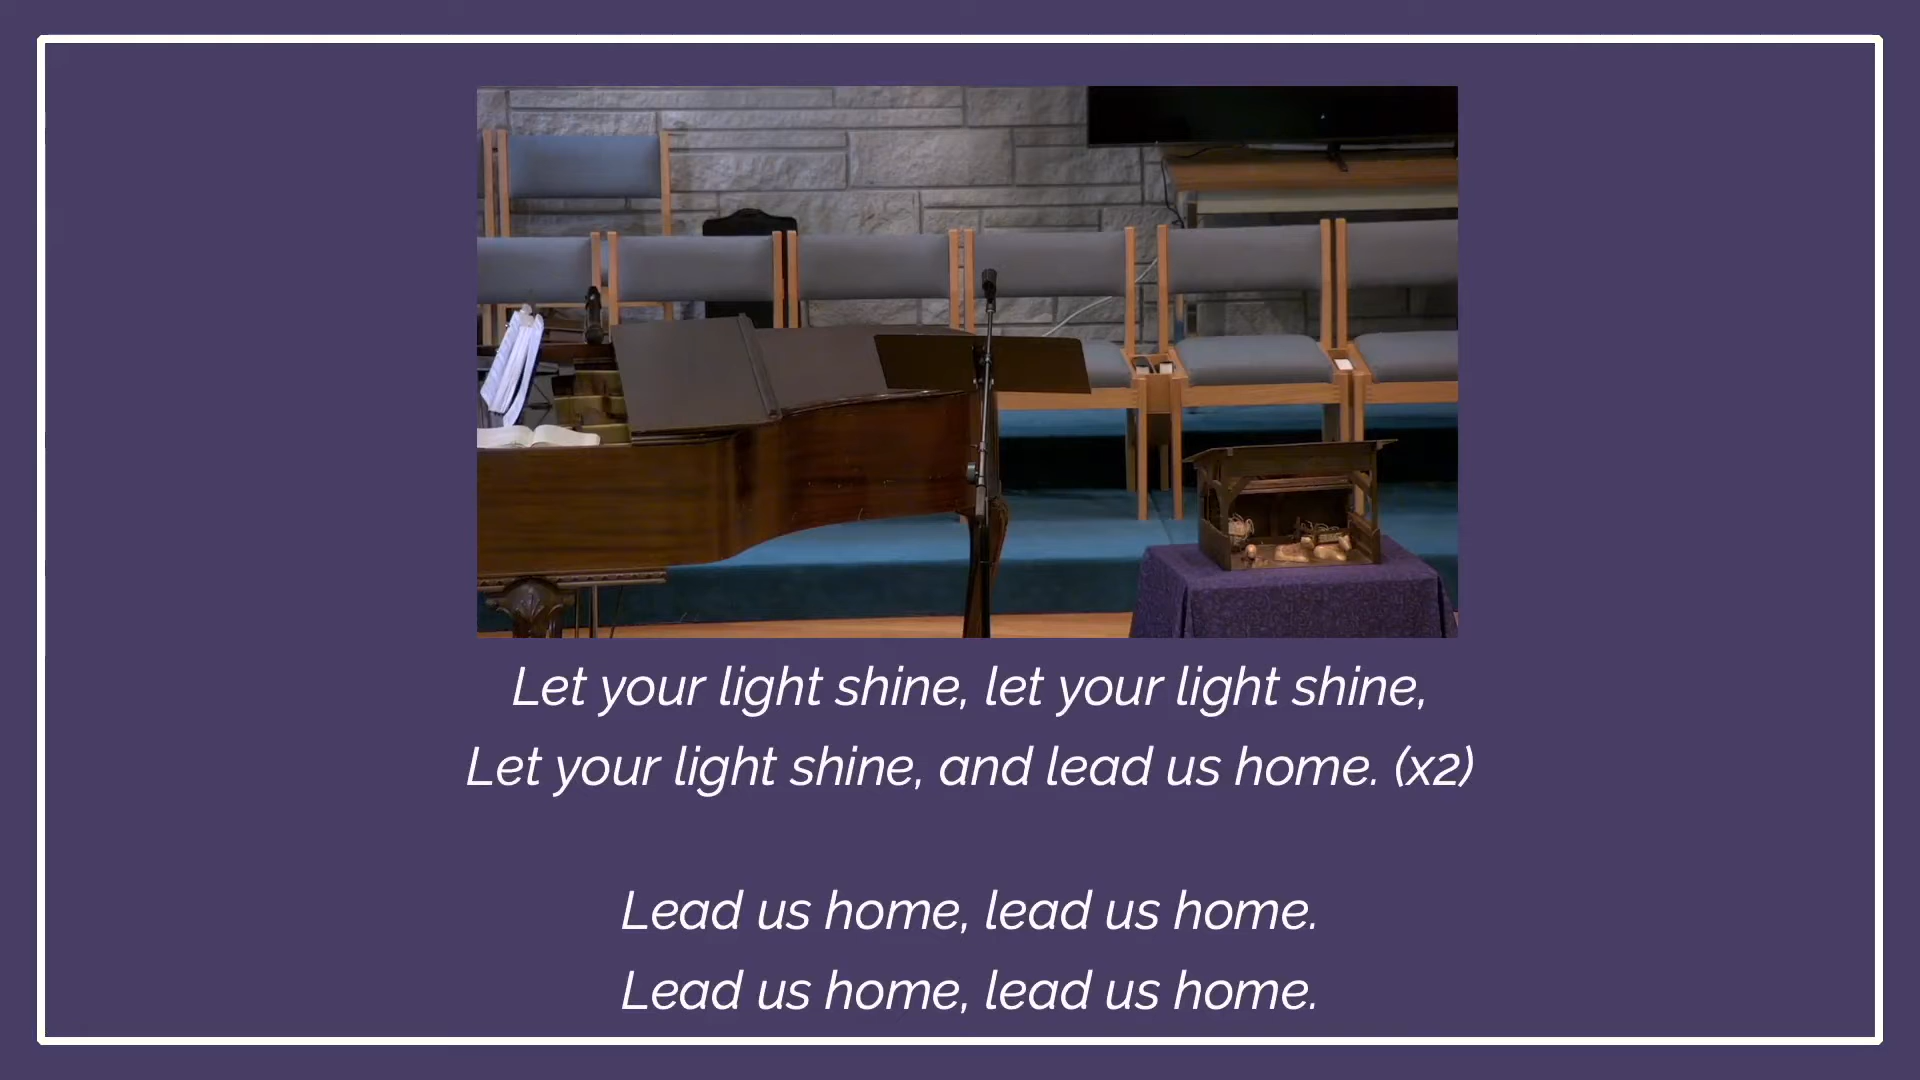 Let your light shine, let your light shine,
Let your light shine, and lead us home. (x2)
Lead us home, lead us home.
Lead us home, lead us home.